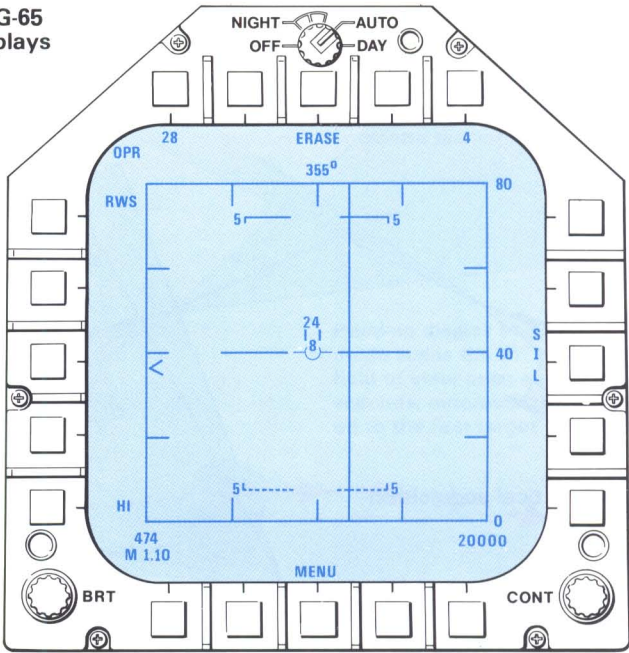 G-65
plays
NIGHT AUTO
OFF DAY
28 ERASE 4
OPR
355°
80
RWS
5 5
24
8
40
S
I
L
5 5
HI
0
474 20000
M 1.10
MENU
BRT CONT